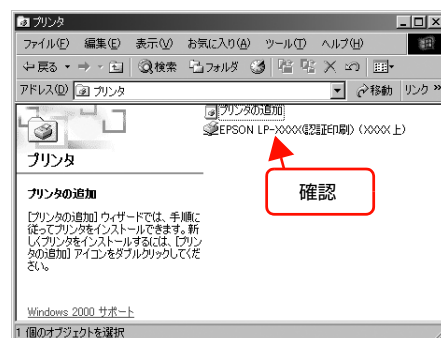 プリンタ
ファイル(F) 編集(E) 表示(V) お気に入り(A) ツール(T) ヘルプ(H)
戻る 検索 フォルダ
アドレス(D) プリンタ 移動 リンク »
プリンタの追加
EPSON LP-XXXX(認証印刷) (XXXX 上)
確認
プリンタ
プリンタの追加
[プリンタの追加] ウィザードでは、手順に
従ってプリンタをインストールできます。新
しくプリンタをインストールするには、[プリン
タの追加] アイコンをダブルクリックしてくだ
さい。
Windows 2000 サポート
1 個のオブジェクトを選択